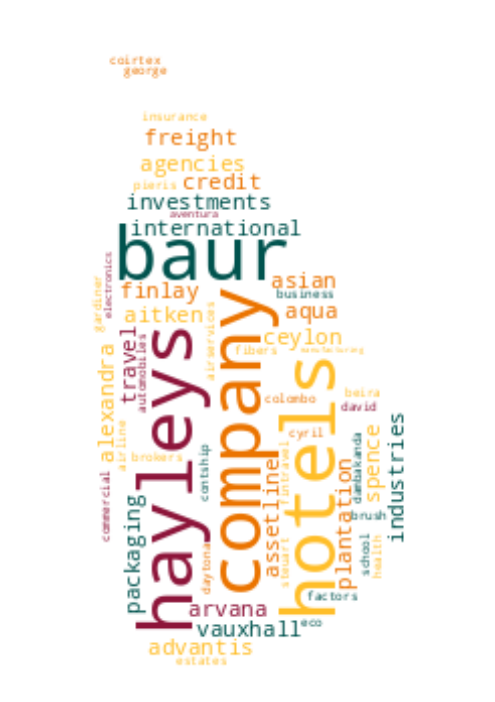 coirtex
george
insurance
freight
agencies
pieris
credit
investments
aventura
international
baur
electronics
gardiner
finlay
asian
business
aitken
airservices
aqua
company
hayleys
travel
automobiles
ceylon
fibers
manufacturing
alexandra
hotels
colombo
beira
david
airline
cyril
brokers
contship
assetline
fintravel
dambakanda
spence
industries
commercial
packaging
plantation
brush
daytona
steuart
school
health
factors
arvana
vauxhall
eco
advantis
estates